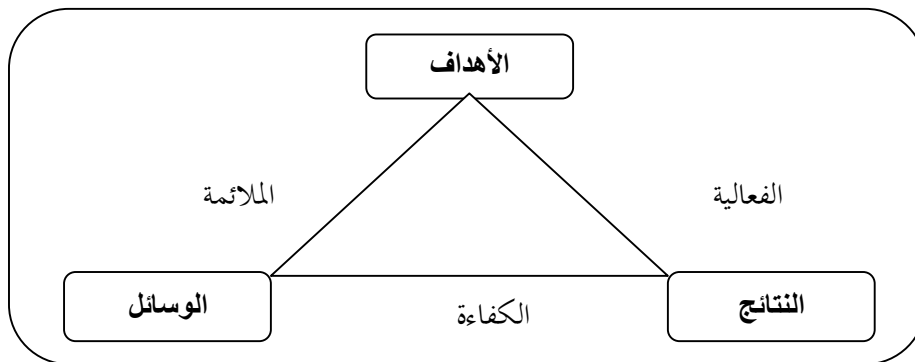 الأهداف
الفعالية
الملائمة
النتائج
الكفاءة
الوسائل